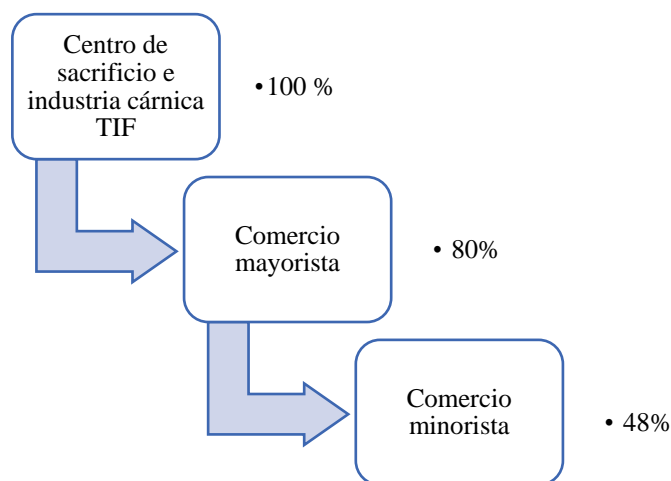 Centro de
sacrificio e
industria cárnica
TIF
•100 %
Comercio
mayorista
• 80%
Comercio
minorista
• 48%